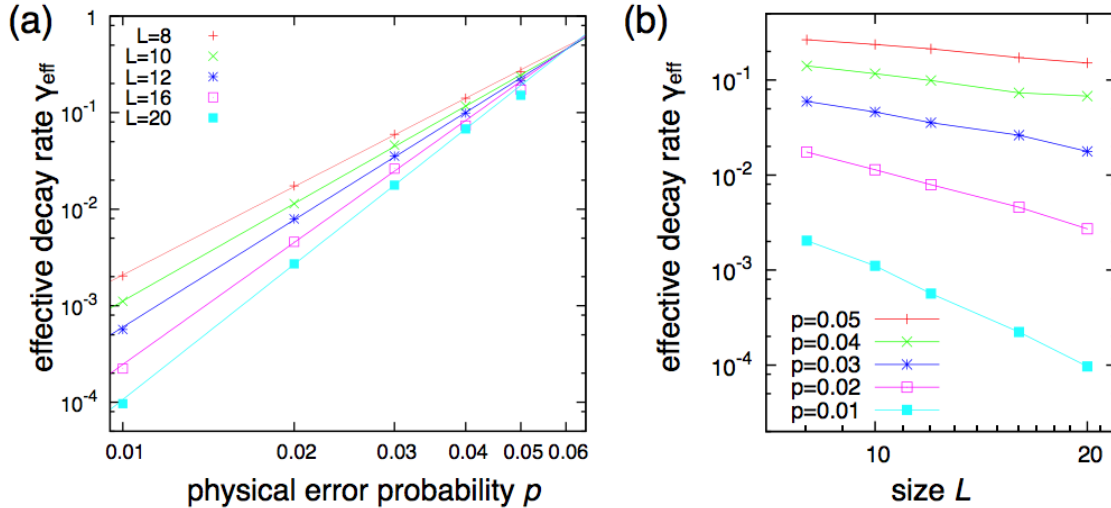 (a)
effective decay rate γeff
1
10⁻¹
10⁻²
10⁻³
10⁻⁴
L=8
L=10
L=12
L=16
L=20
0.01 0.02 0.03 0.04 0.05 0.06
physical error probability p
(b)
effective decay rate γeff
10⁻¹
10⁻²
10⁻³
10⁻⁴
p=0.05
p=0.04
p=0.03
p=0.02
p=0.01
10 20
size L